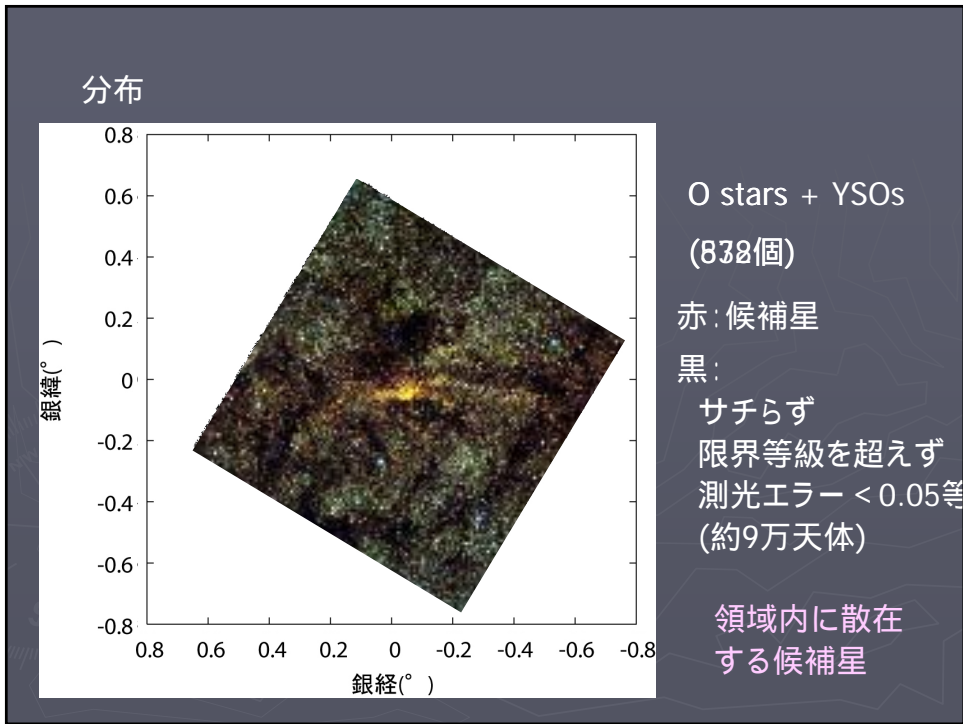 分布
0.8
0.6
0.4
0.2
0
-0.2
-0.4
-0.6
-0.8
銀緯(°)
0.8 0.6 0.4 0.2 0 -0.2 -0.4 -0.6 -0.8
銀経(°)
O stars + YSOs
赤:候補星
黒:
サチらず
限界等級を超えず
測光エラー < 0.05等
(約9万天体)
領域内に散在
する候補星